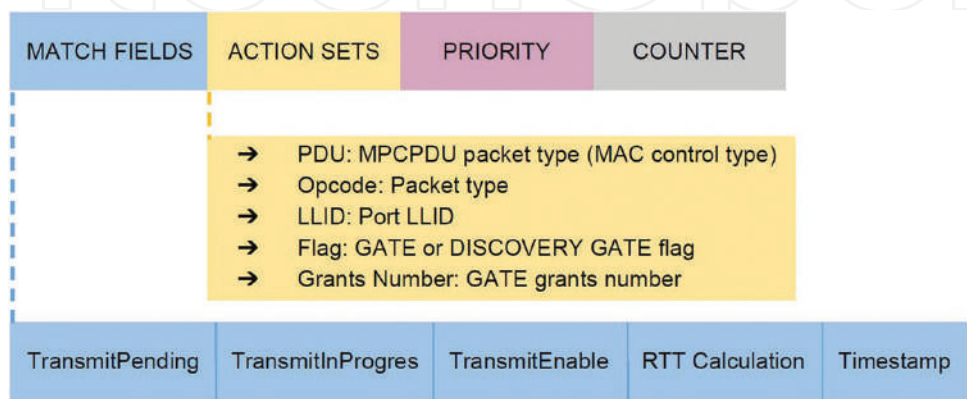 MATCH FIELDS ACTION SETS PRIORITY COUNTER
➔ PDU: MPCPDU packet type (MAC control type)
➔ Opcode: Packet type
➔ LLID: Port LLID
➔ Flag: GATE or DISCOVERY GATE flag
➔ Grants Number: GATE grants number
TransmitPending TransmitInProgres TransmitEnable RTT Calculation Timestamp